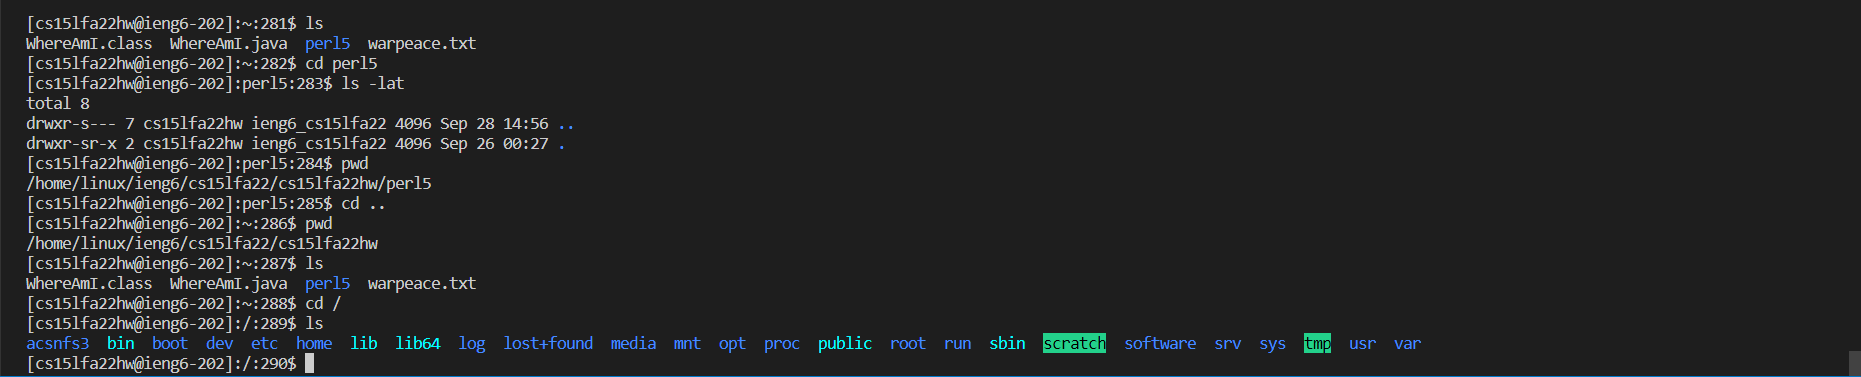 [cs15lfa22hw@ieng6-202]:~:281$ ls
WhereAmI.class  WhereAmI.java  perl5  warpeace.txt
[cs15lfa22hw@ieng6-202]:~:282$ cd perl5
[cs15lfa22hw@ieng6-202]:perl5:283$ ls -lat
total 8
drwxr-s--- 7 cs15lfa22hw ieng6_cs15lfa22 4096 Sep 28 14:56 ..
drwxr-sr-x 2 cs15lfa22hw ieng6_cs15lfa22 4096 Sep 26 00:27 .
[cs15lfa22hw@ieng6-202]:perl5:284$ pwd
/home/linux/ieng6/cs15lfa22/cs15lfa22hw/perl5
[cs15lfa22hw@ieng6-202]:perl5:285$ cd ..
[cs15lfa22hw@ieng6-202]:~:286$ pwd
/home/linux/ieng6/cs15lfa22/cs15lfa22hw
[cs15lfa22hw@ieng6-202]:~:287$ ls
WhereAmI.class  WhereAmI.java  perl5  warpeace.txt
[cs15lfa22hw@ieng6-202]:~:288$ cd /
[cs15lfa22hw@ieng6-202]:/:289$ ls
acsnfs3  bin  boot  dev  etc  home  lib  lib64  log  lost+found  media  mnt  opt  proc  public  root  run  sbin  scratch  software  srv  sys  tmp  usr  var
[cs15lfa22hw@ieng6-202]:/:290$